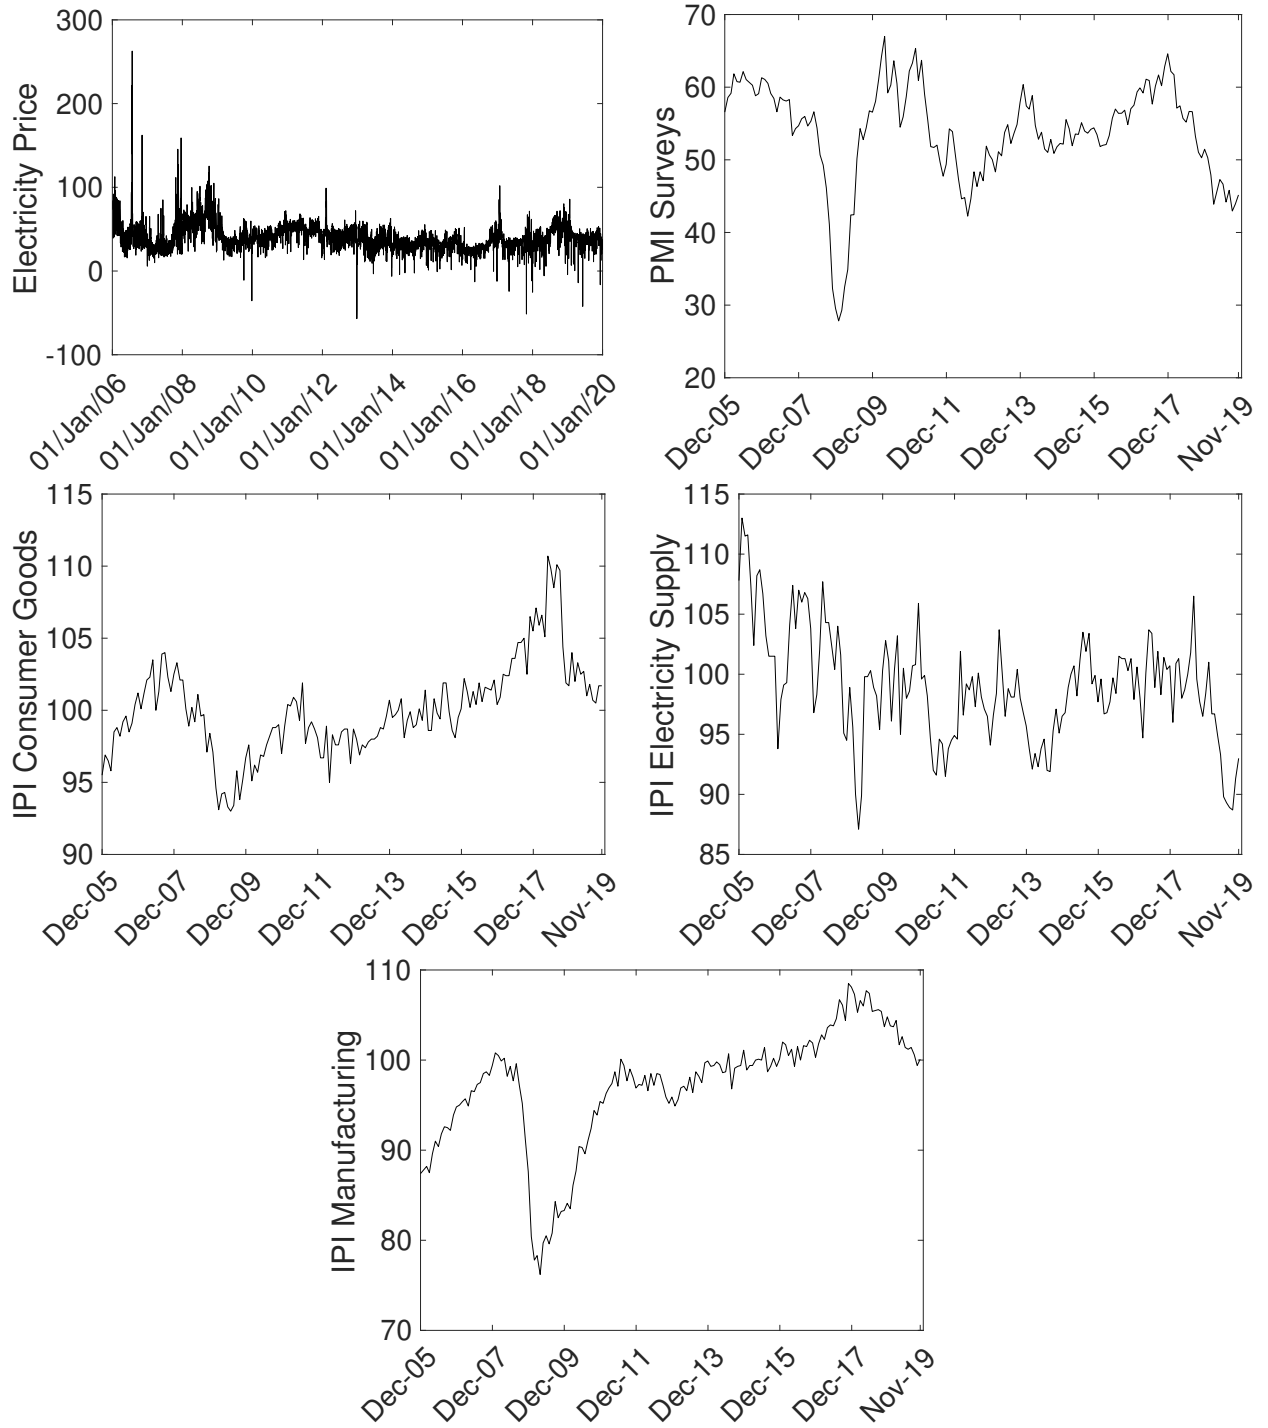 Electricity Price
300
200
100
0
-100
01/Jan/06
01/Jan/08
01/Jan/10
01/Jan/12
01/Jan/14
01/Jan/16
01/Jan/18
01/Jan/20
PMI Surveys
70
60
50
40
30
20
Dec-05
Dec-07
Dec-09
Dec-11
Dec-13
Dec-15
Dec-17
Nov-19
IPI Consumer Goods
115
110
105
100
95
90
Dec-05
Dec-07
Dec-09
Dec-11
Dec-13
Dec-15
Dec-17
Nov-19
IPI Electricity Supply
115
110
105
100
95
90
85
Dec-05
Dec-07
Dec-09
Dec-11
Dec-13
Dec-15
Dec-17
Nov-19
IPI Manufacturing
110
100
90
80
70
Dec-05
Dec-07
Dec-09
Dec-11
Dec-13
Dec-15
Dec-17
Nov-19